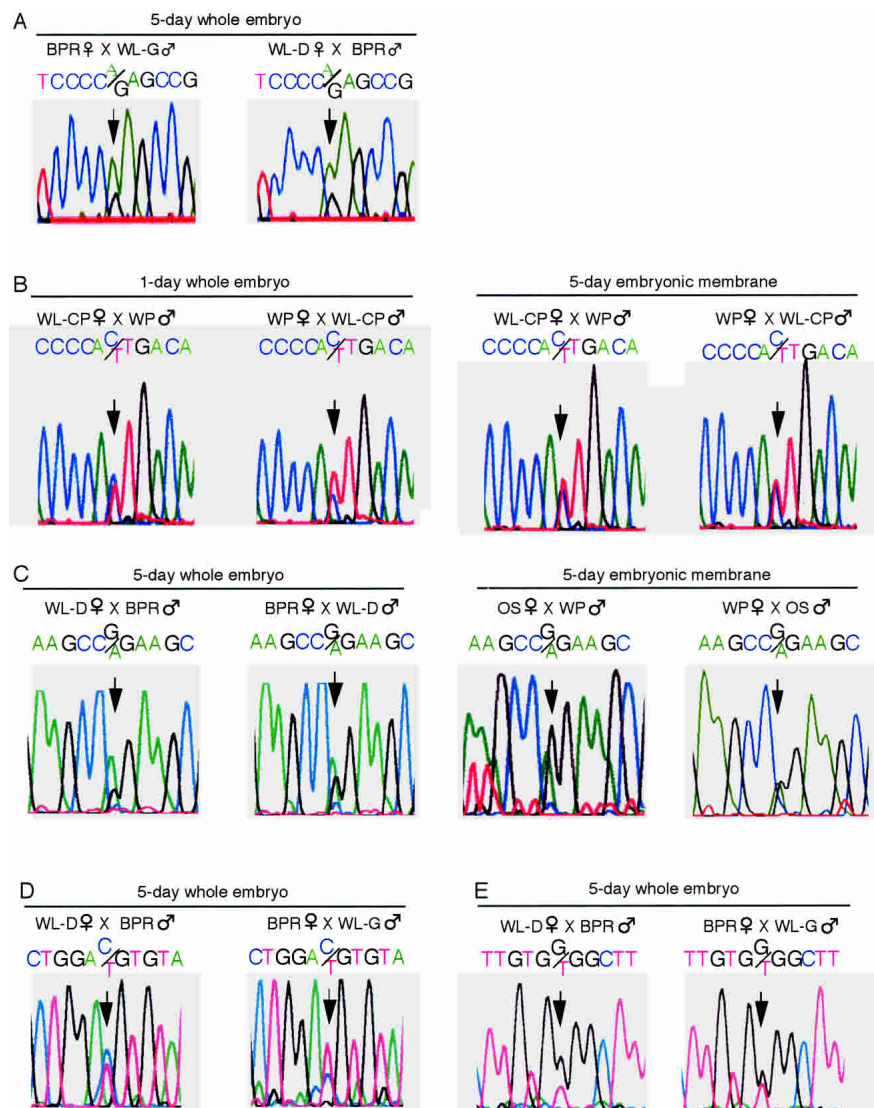 A
5-day whole embryo
BPR♀ X WL-G♂
WL-D♀ X BPR♂
TCCCCA/GAGCCG
TCCCCA/GAGCCG
B
1-day whole embryo
5-day embryonic membrane
WL-CP♀ X WP♂
WP♀ X WL-CP♂
WL-CP♀ X WP♂
WP♀ X WL-CP♂
CCCCAC/TTGACA
CCCCAC/TTGACA
CCCCAC/TTGACA
CCCCAC/TTGACA
C
5-day whole embryo
5-day embryonic membrane
WL-D♀ X BPR♂
BPR♀ X WL-D♂
OS♀ X WP♂
WP♀ X OS♂
AAGCCG/AGAAGC
AAGCCG/AGAAGC
AAGCCG/AGAAGC
AAGCCG/AGAAGC
D
5-day whole embryo
E
5-day whole embryo
WL-D♀ X BPR♂
BPR♀ X WL-G♂
WL-D♀ X BPR♂
BPR♀ X WL-G♂
CTGGAC/TGTGTA
CTGGAC/TGTGTA
TTGTGG/TGGCTT
TTGTGG/TGGCTT